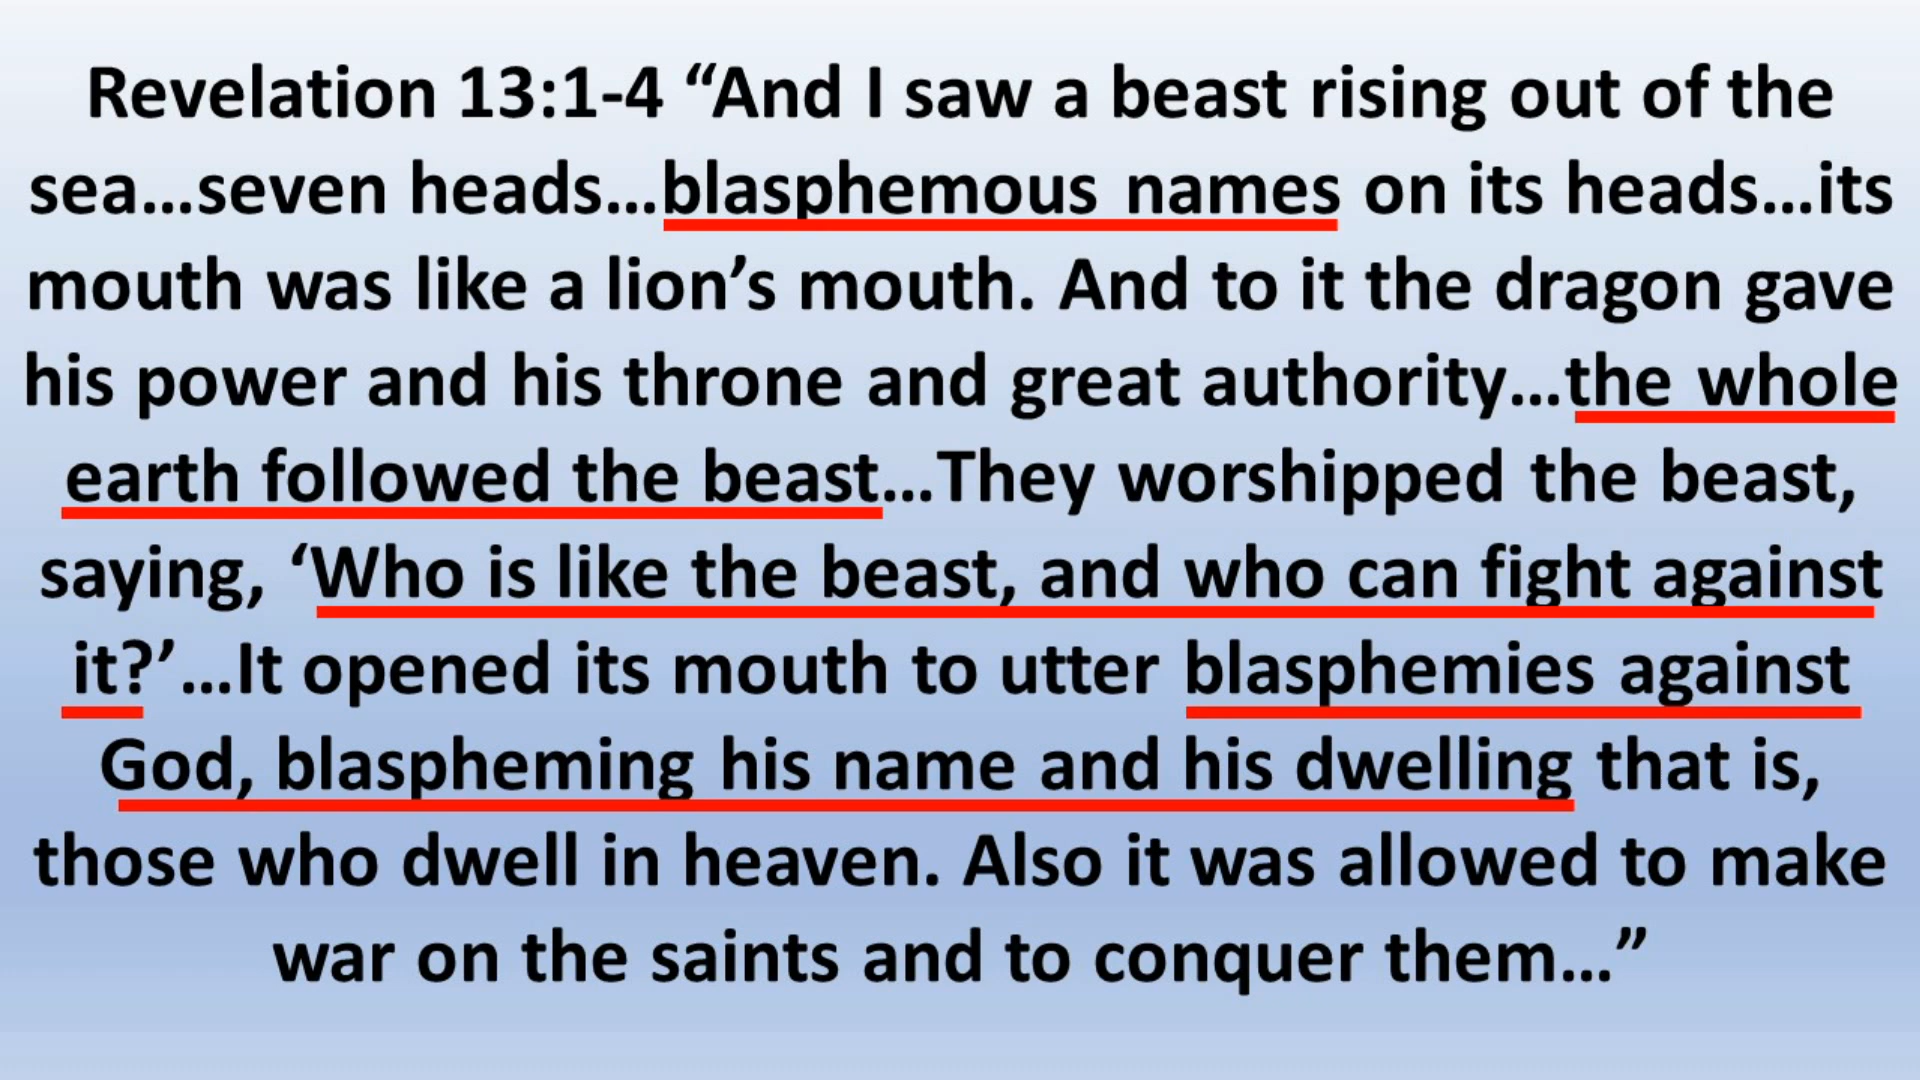 Revelation 13:1-4 “And I saw a beast rising out of the
sea…seven heads…blasphemous names on its heads…its
mouth was like a lion’s mouth. And to it the dragon gave
his power and his throne and great authority…the whole
earth followed the beast…They worshipped the beast,
saying, ‘Who is like the beast, and who can fight against
it?’…It opened its mouth to utter blasphemies against
God, blaspheming his name and his dwelling that is,
those who dwell in heaven. Also it was allowed to make
war on the saints and to conquer them…”